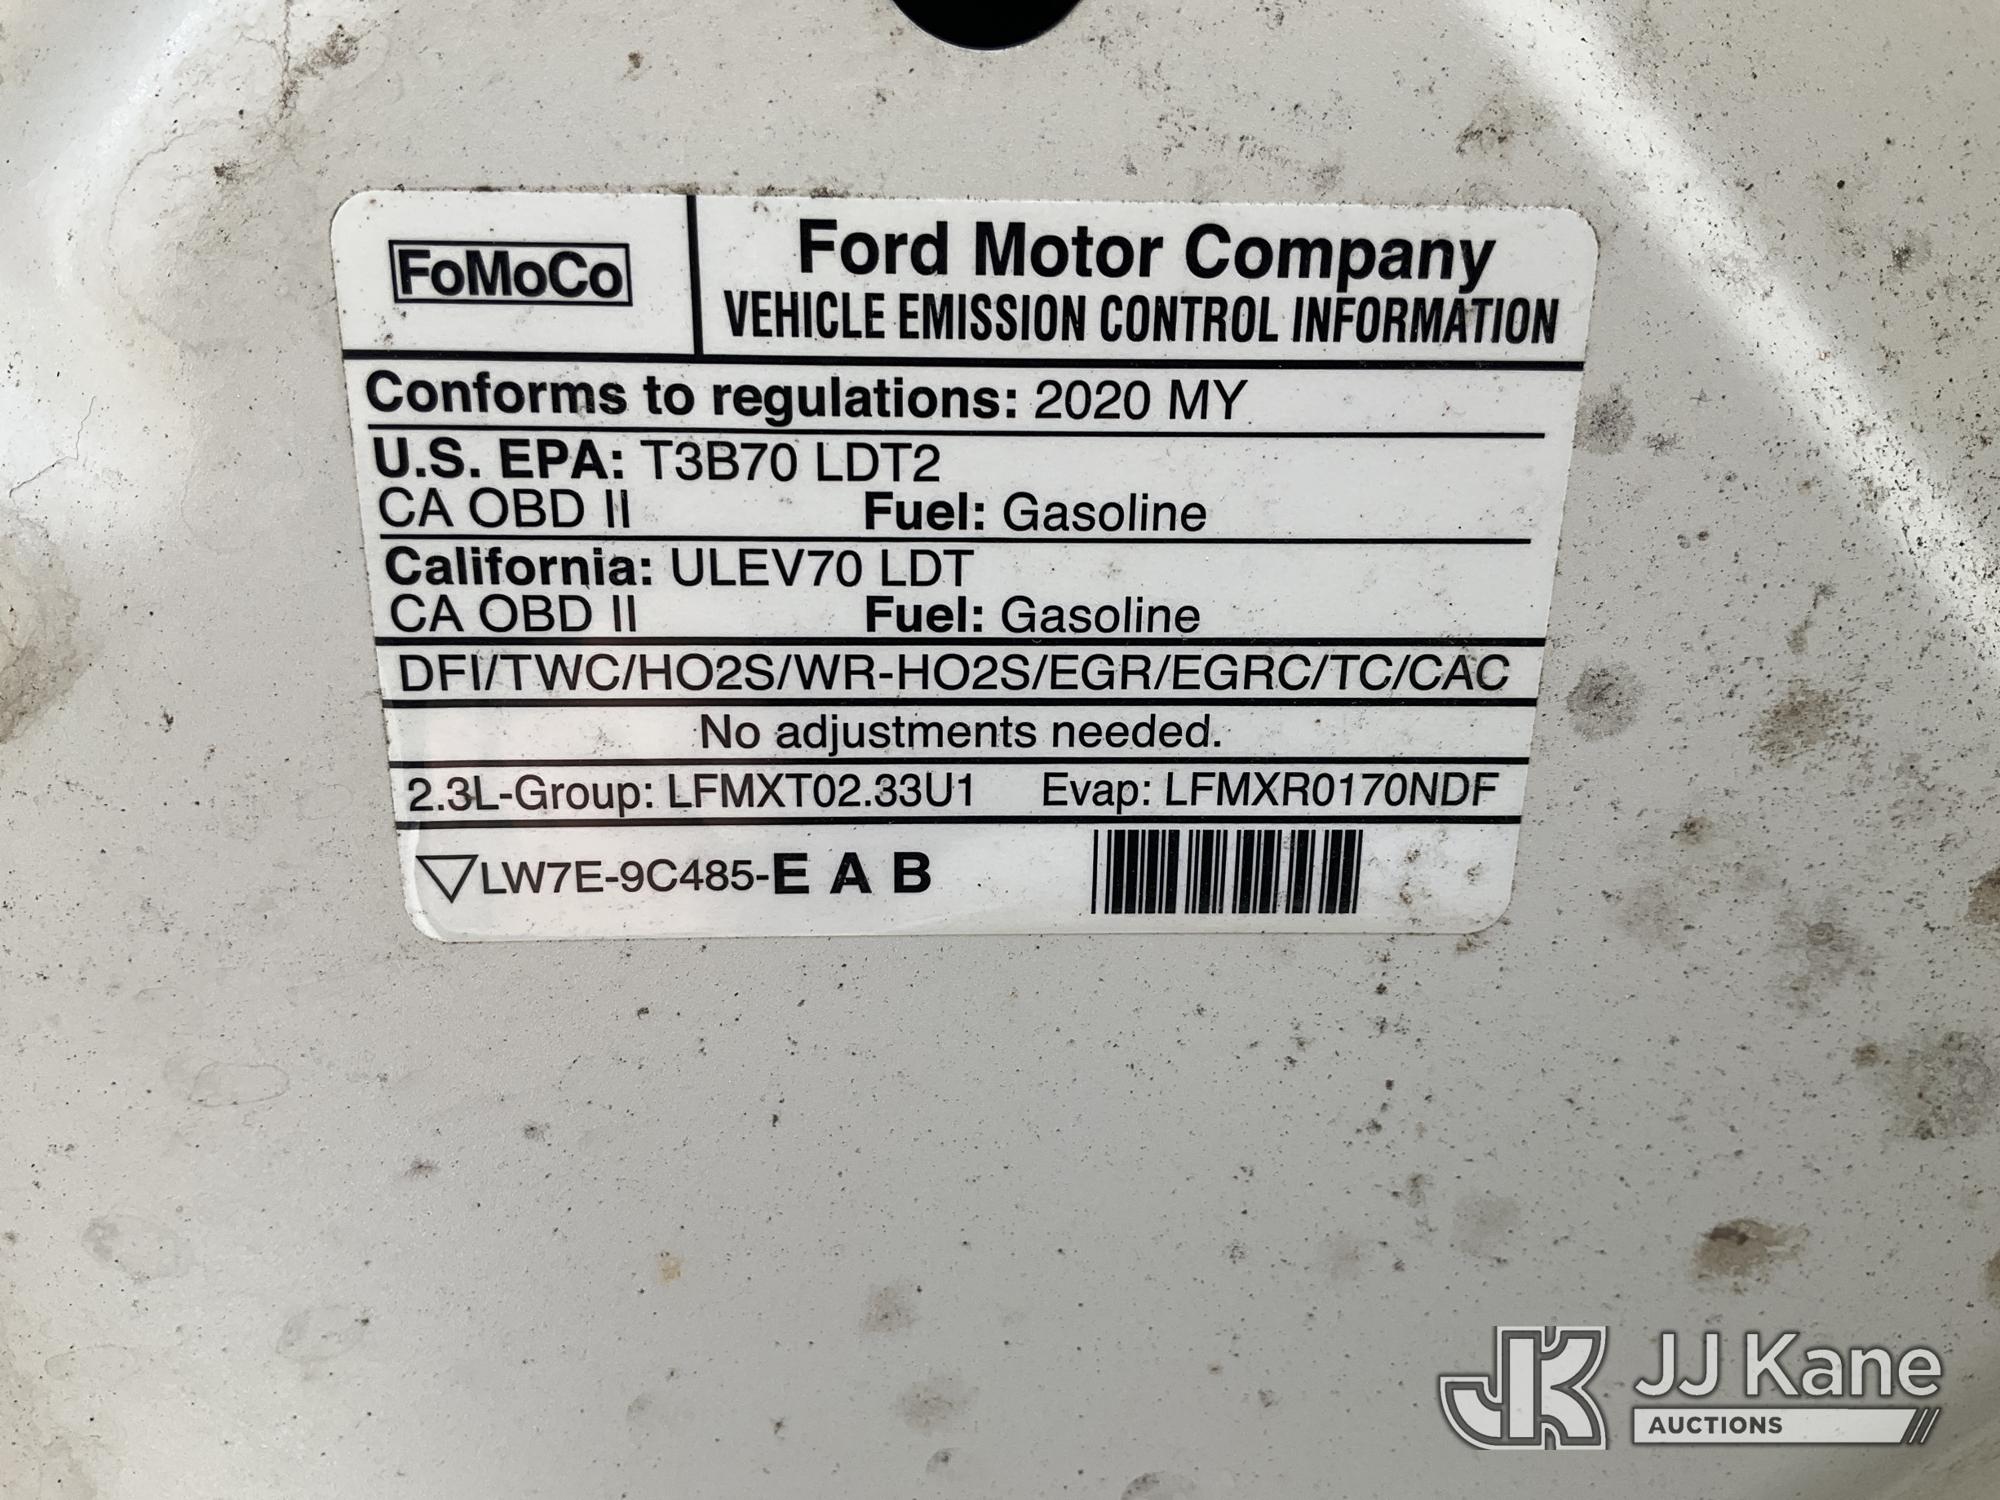 FoMoCo
Ford Motor Company
VEHICLE EMISSION CONTROL INFORMATION
Conforms to regulations: 2020 MY
U.S. EPA: T3B70 LDT2
CA OBD II Fuel: Gasoline
California: ULEV70 LDT
CA OBD II Fuel: Gasoline
DFI/TWC/HO2S/WR-HO2S/EGR/EGRC/TC/CAC
No adjustments needed.
2.3L-Group: LFMXT02.33U1 Evap: LFMXR0170NDF
LW7E-9C485-E A B
JK JJ Kane
AUCTIONS